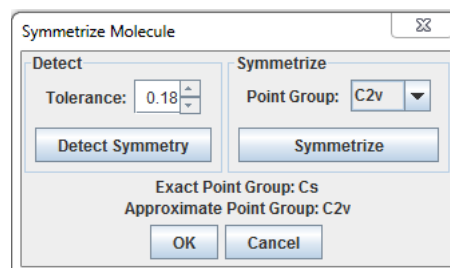 Symmetrize Molecule
Detect
Tolerance: 0.18
Detect Symmetry
Symmetrize
Point Group: C2v
Symmetrize
Exact Point Group: Cs
Approximate Point Group: C2v
OK Cancel